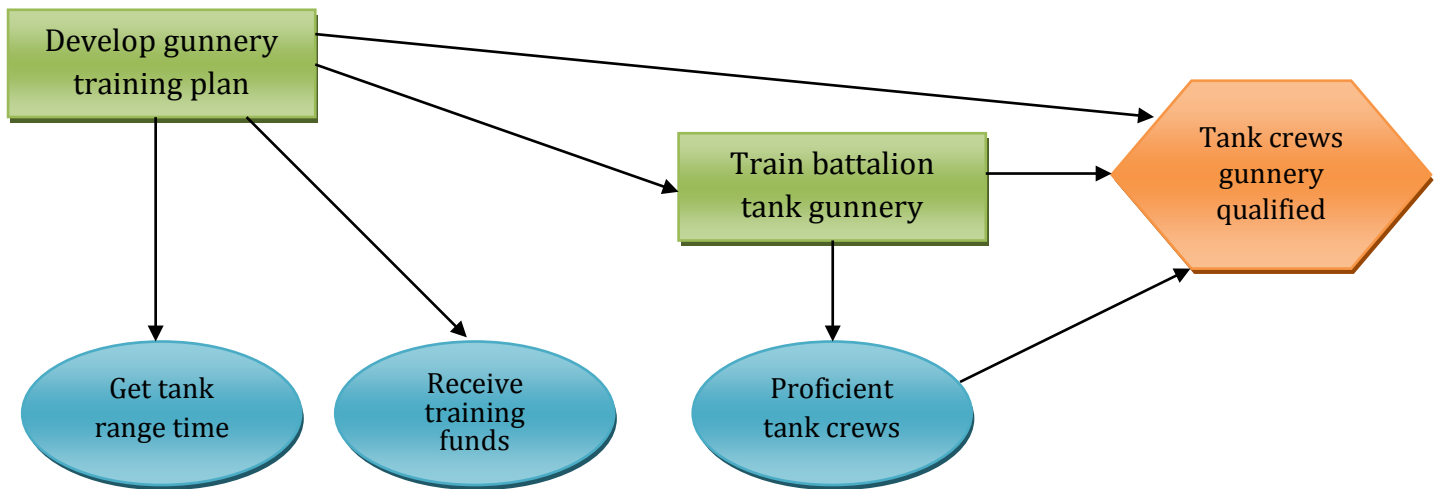 Develop gunnery
training plan
Train battalion
tank gunnery
Tank crews
gunnery
qualified
Get tank
range time
Receive
training
funds
Proficient
tank crews